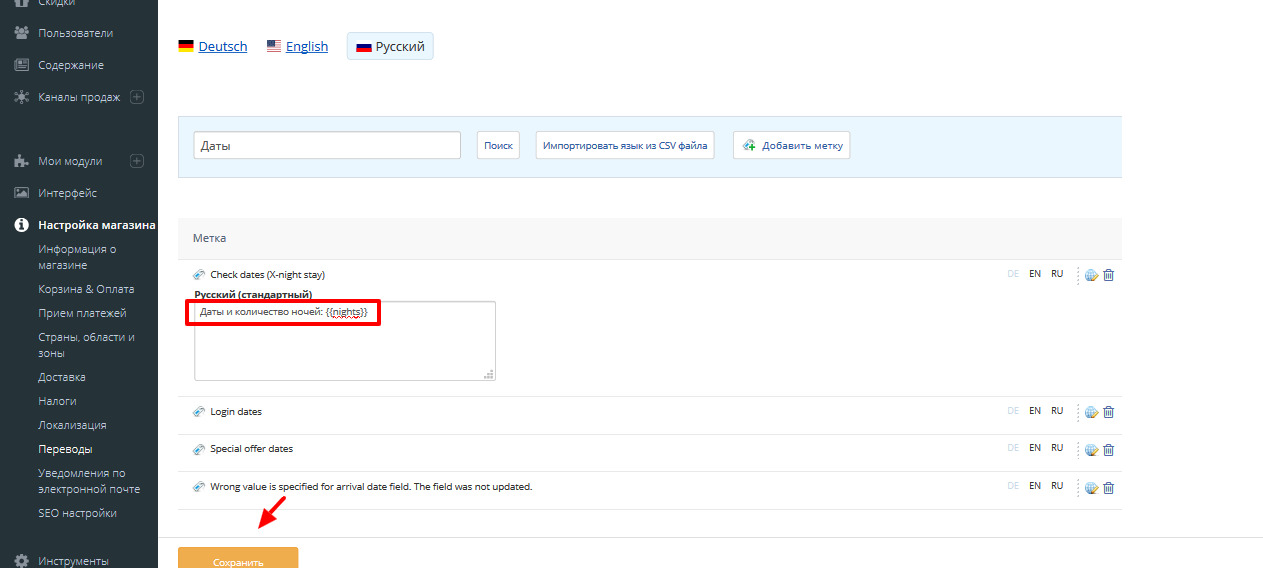 Скидки
Пользователи
Содержание
Каналы продаж
Мои модули
Интерфейс
Настройка магазина
Информация о
магазине
Корзина & Оплата
Прием платежей
Страны, области и
зоны
Доставка
Налоги
Локализация
Переводы
Уведомления по
электронной почте
SEO настройки
Инструменты
Deutsch English Русский
Даты Поиск Импортировать язык из CSV файла Добавить метку
Метка
Check dates (X-night stay) DE EN RU
Русский (стандартный)
Даты и количество ночей: {{nights}}
Login dates DE EN RU
Special offer dates DE EN RU
Wrong value is specified for arrival date field. The field was not updated. DE EN RU
Сохранить